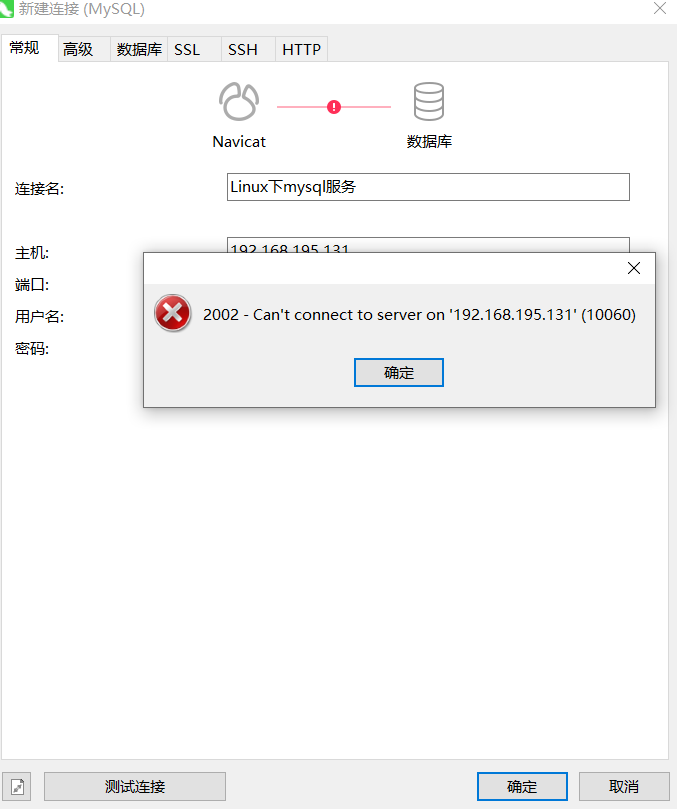 新建连接 (MySQL)
常规 高级 数据库 SSL SSH HTTP
Navicat 数据库
连接名: Linux下mysql服务
主机: 192.168.195.131
端口:
用户名:
密码:
2002 - Can't connect to server on '192.168.195.131' (10060)
确定
测试连接 确定 取消